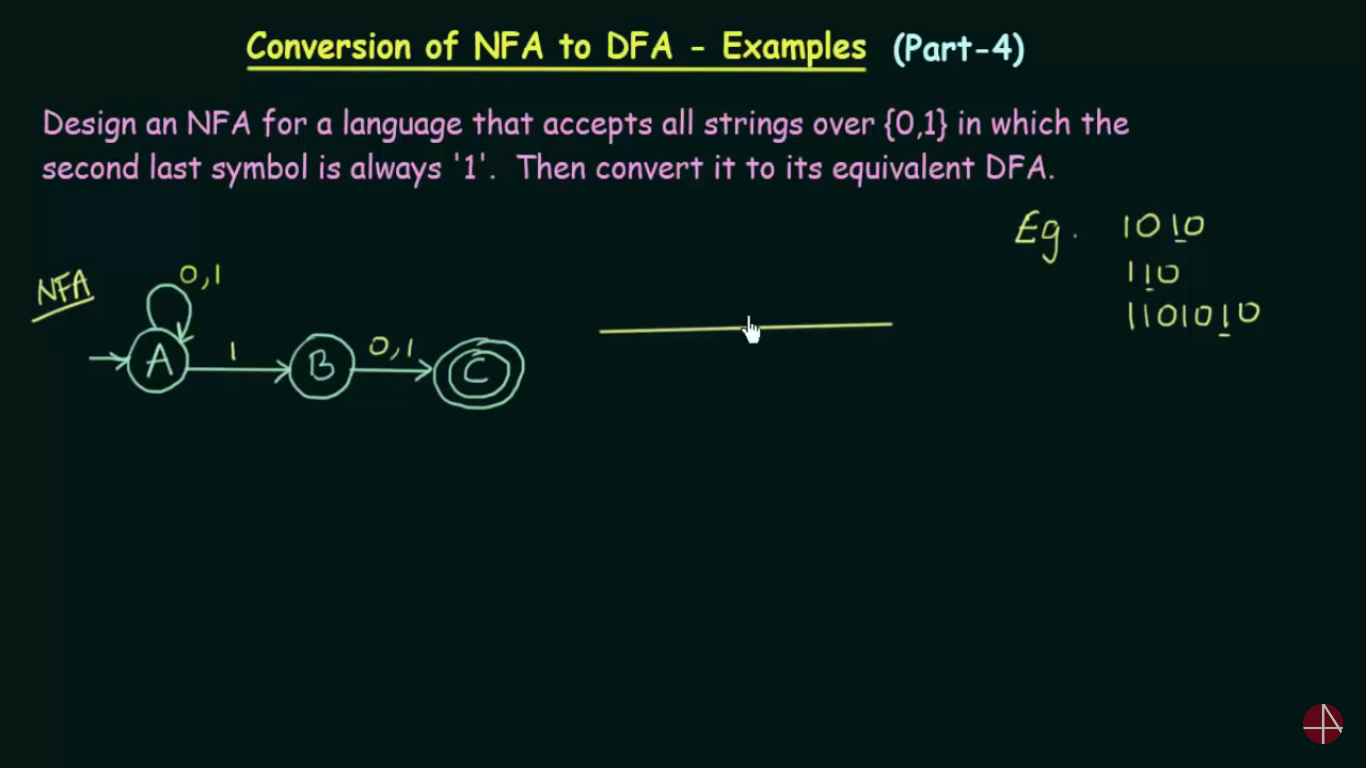 Conversion of NFA to DFA - Examples (Part-4)
Design an NFA for a language that accepts all strings over {0,1} in which the
second last symbol is always '1'. Then convert it to its equivalent DFA.
Eg. 1010
110
1101010
NFA
0,1
A
1
B
0,1
C